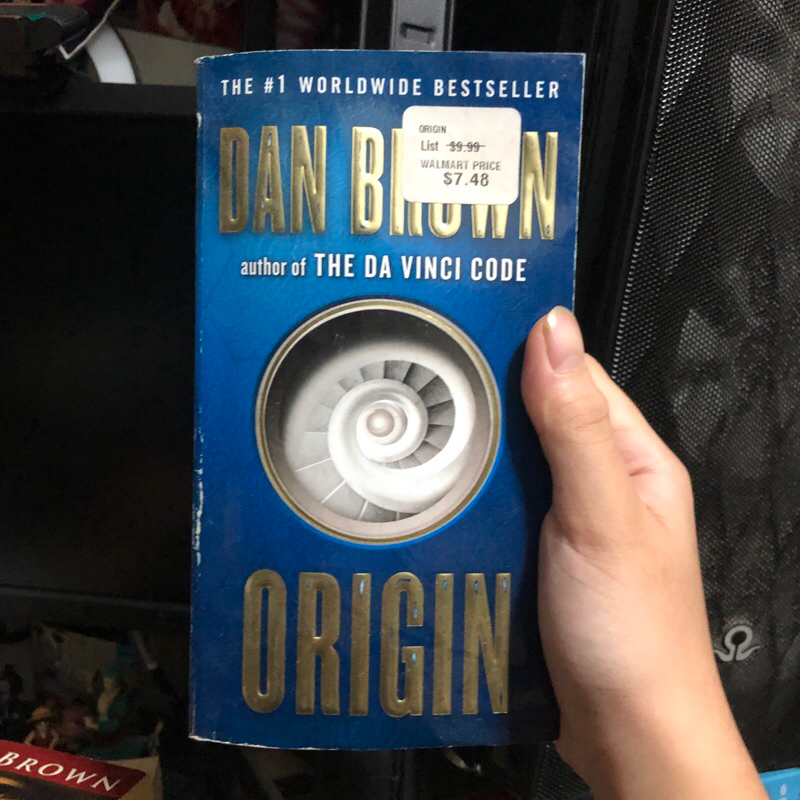 THE #1 WORLDWIDE BESTSELLER
DAN BROWN
ORIGIN
List $9.99
WALMART PRICE
$7.48
author of THE DA VINCI CODE
ORIGIN
BROWN